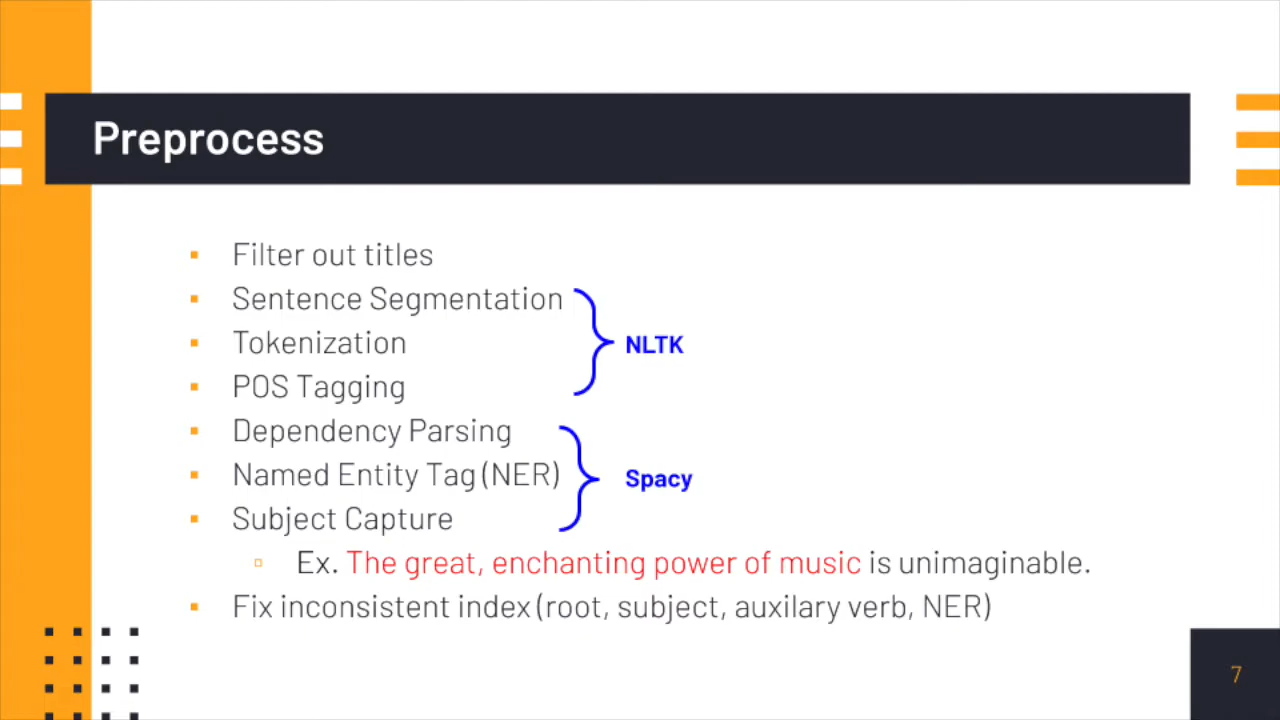 Preprocess
Filter out titles
Sentence Segmentation
Tokenization
NLTK
POS Tagging
Dependency Parsing
Named Entity Tag (NER)
Spacy
Subject Capture
Ex. The great, enchanting power of music is unimaginable.
Fix inconsistent index (root, subject, auxilary verb, NER)
7